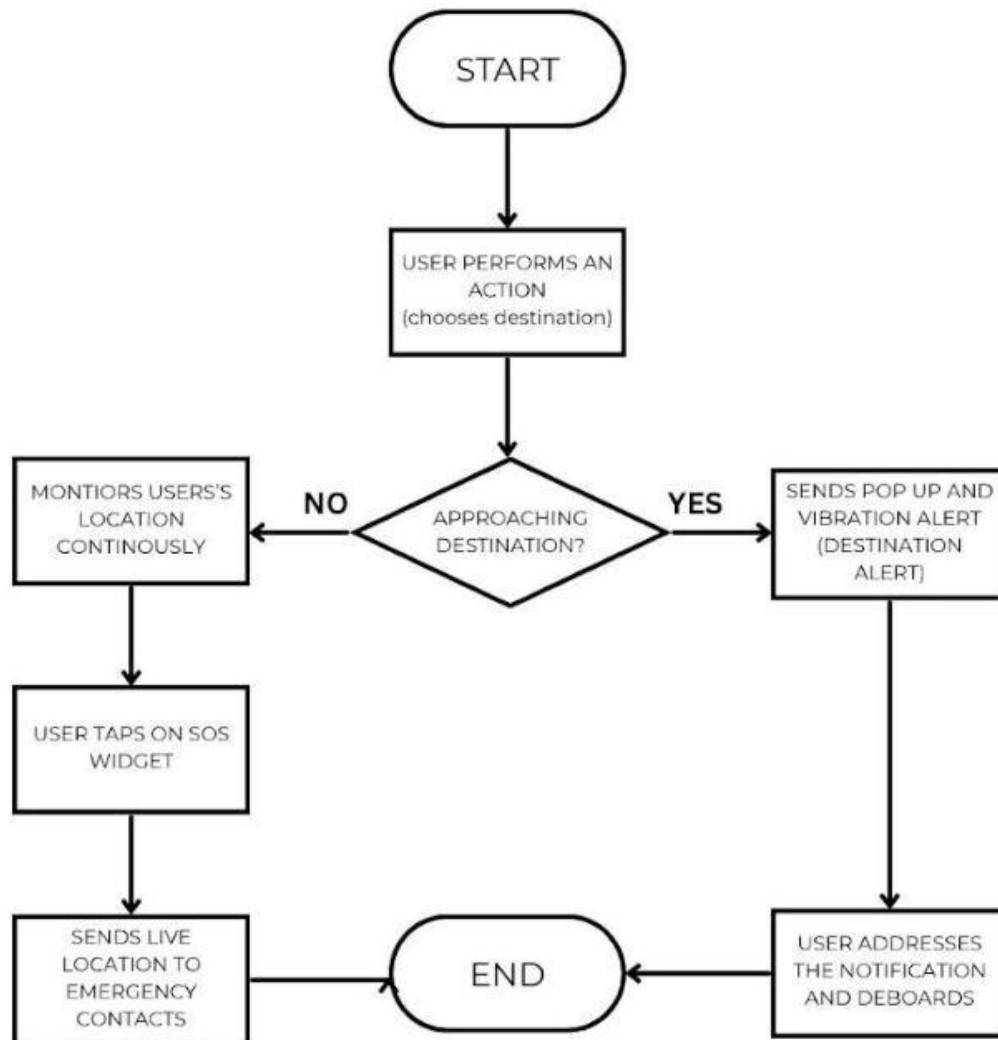 START
USER PERFORMS AN
ACTION
(chooses destination)
MONTIORS USERS'S
LOCATION
CONTINOUSLY
NO
APPROACHING
DESTINATION?
YES
SENDS POP UP AND
VIBRATION ALERT
(DESTINATION
ALERT)
USER TAPS ON SOS
WIDGET
SENDS LIVE
LOCATION TO
EMERGENCY
CONTACTS
END
USER ADDRESSES
THE NOTIFICATION
AND DEBOARDS